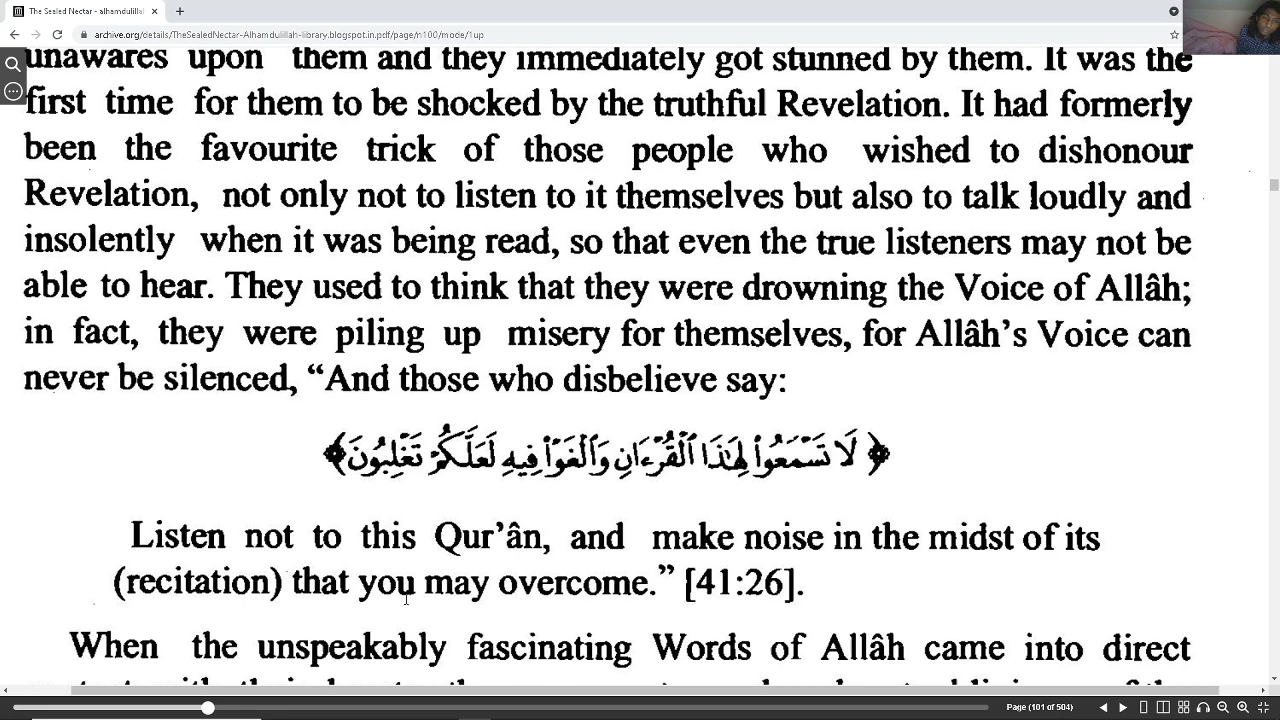 The Sealed Nectar - alhamdulillal
archive.org/details/TheSealedNectar-Alhamdulillah-library.blogspot.in.pdf/page/n100/mode/1up
unawares upon them and they immediately got stunned by them. It was the
first time for them to be shocked by the truthful Revelation. It had formerly
been the favourite trick of those people who wished to dishonour
Revelation, not only not to listen to it themselves but also to talk loudly and
insolently when it was being read, so that even the true listeners may not be
able to hear. They used to think that they were drowning the Voice of Allâh;
in fact, they were piling up misery for themselves, for Allâh's Voice can
never be silenced, “And those who disbelieve say:
﴿ لَا تَسۡمَعُواْ لِهَٰذَا ٱلۡقُرۡءَانِ وَٱلۡغَوۡاْ فِيهِ لَعَلَّكُمۡ تَغۡلِبُونَ ﴾
Listen not to this Qur'ân, and make noise in the midst of its
(recitation) that you may overcome.” [41:26].
When the unspeakably fascinating Words of Allâh came into direct
Page (101 of 504)